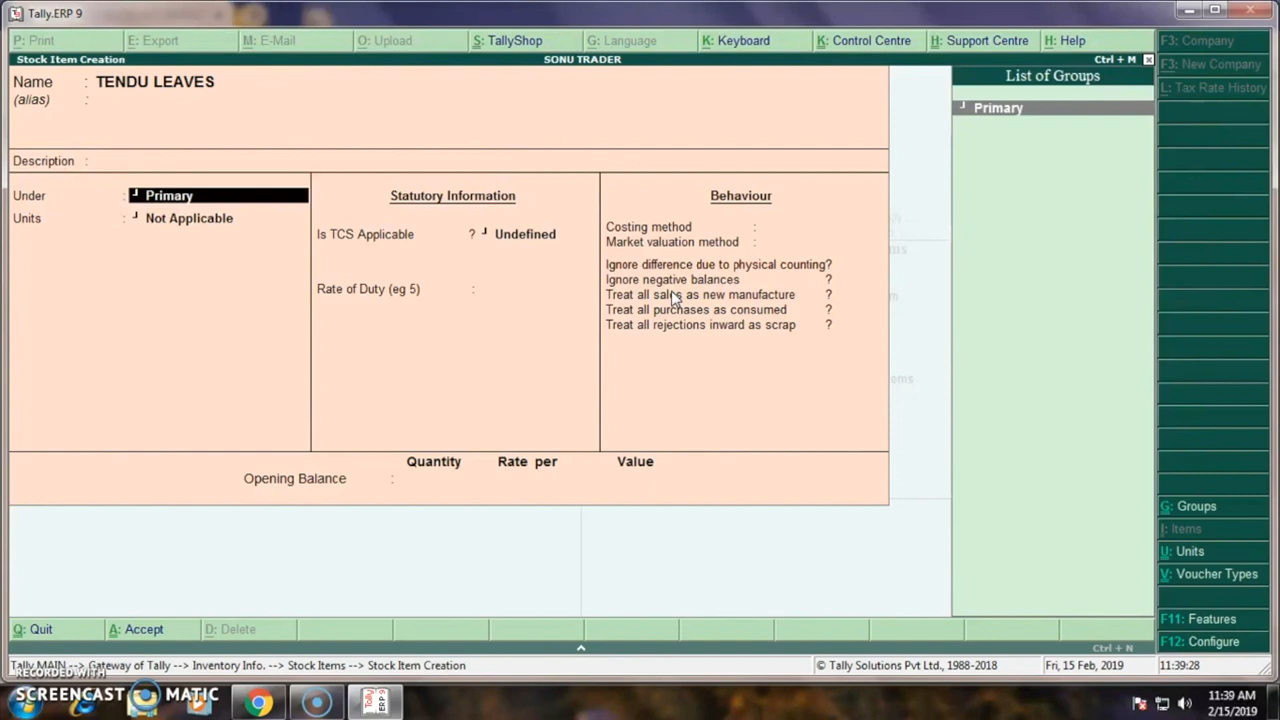 Tally.ERP 9
P: Print E: Export M: E-Mail O: Upload S: TallyShop G: Language K: Keyboard K: Control Centre H: Support Centre H: Help F3: Company
Stock Item Creation SONU TRADER Ctrl + M
F3: New Company
Name : TENDU LEAVES List of Groups L: Tax Rate History
(alias) :
Primary
Description :
Under : Primary Statutory Information Behaviour
Units : Not Applicable
Is TCS Applicable ? Undefined Costing method :
Market valuation method :
Ignore difference due to physical counting?
Ignore negative balances ?
Rate of Duty (eg 5) : Treat all sales as new manufacture ?
Treat all purchases as consumed ?
Treat all rejections inward as scrap ?
Quantity Rate per Value
Opening Balance :
G: Groups
I: Items
U: Units
V: Voucher Types
F11: Features
Q: Quit A: Accept D: Delete
F12: Configure
Ctrl + N
Tally MAIN --> Gateway of Tally --> Inventory Info. --> Stock Items --> Stock Item Creation © Tally Solutions Pvt Ltd., 1988-2018 Fri, 15 Feb, 2019 11:39:28
RECORDED WITH
SCREENCAST MATIC
Tally ERP 9
11:39 AM
2/15/2019